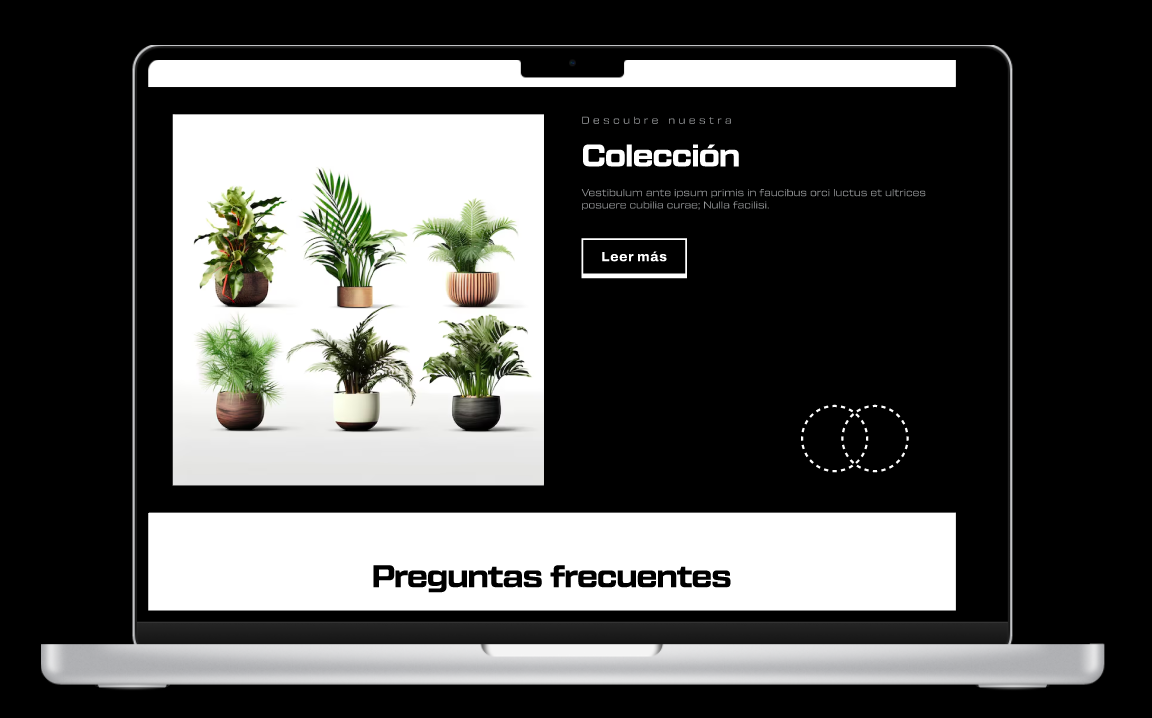 Descubre nuestra
Colección
Vestibulum ante ipsum primis in faucibus orci luctus et ultrices
posuere cubilia curae; Nulla facilisi.
Leer más
Preguntas frecuentes